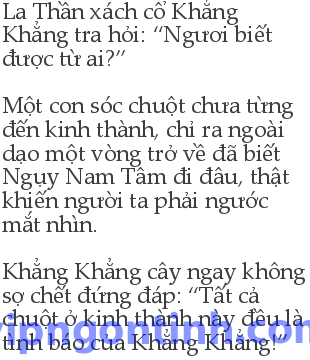 La Thần xách cổ Khẳng
Khẳng tra hỏi: “Ngươi biết
được từ ai?”
Một con sóc chuột chưa từng
đến kinh thành, chỉ ra ngoài
dạo một vòng trở về đã biết
Ngụy Nam Tâm đi đâu, thật
khiến người ta phải ngước
mắt nhìn.
Khẳng Khẳng cây ngay không
sợ chết đứng đáp: “Tất cả
chuột ở kinh thành này đều là
tình báo của Khẳng Khẳng!”
vipngontinh.com